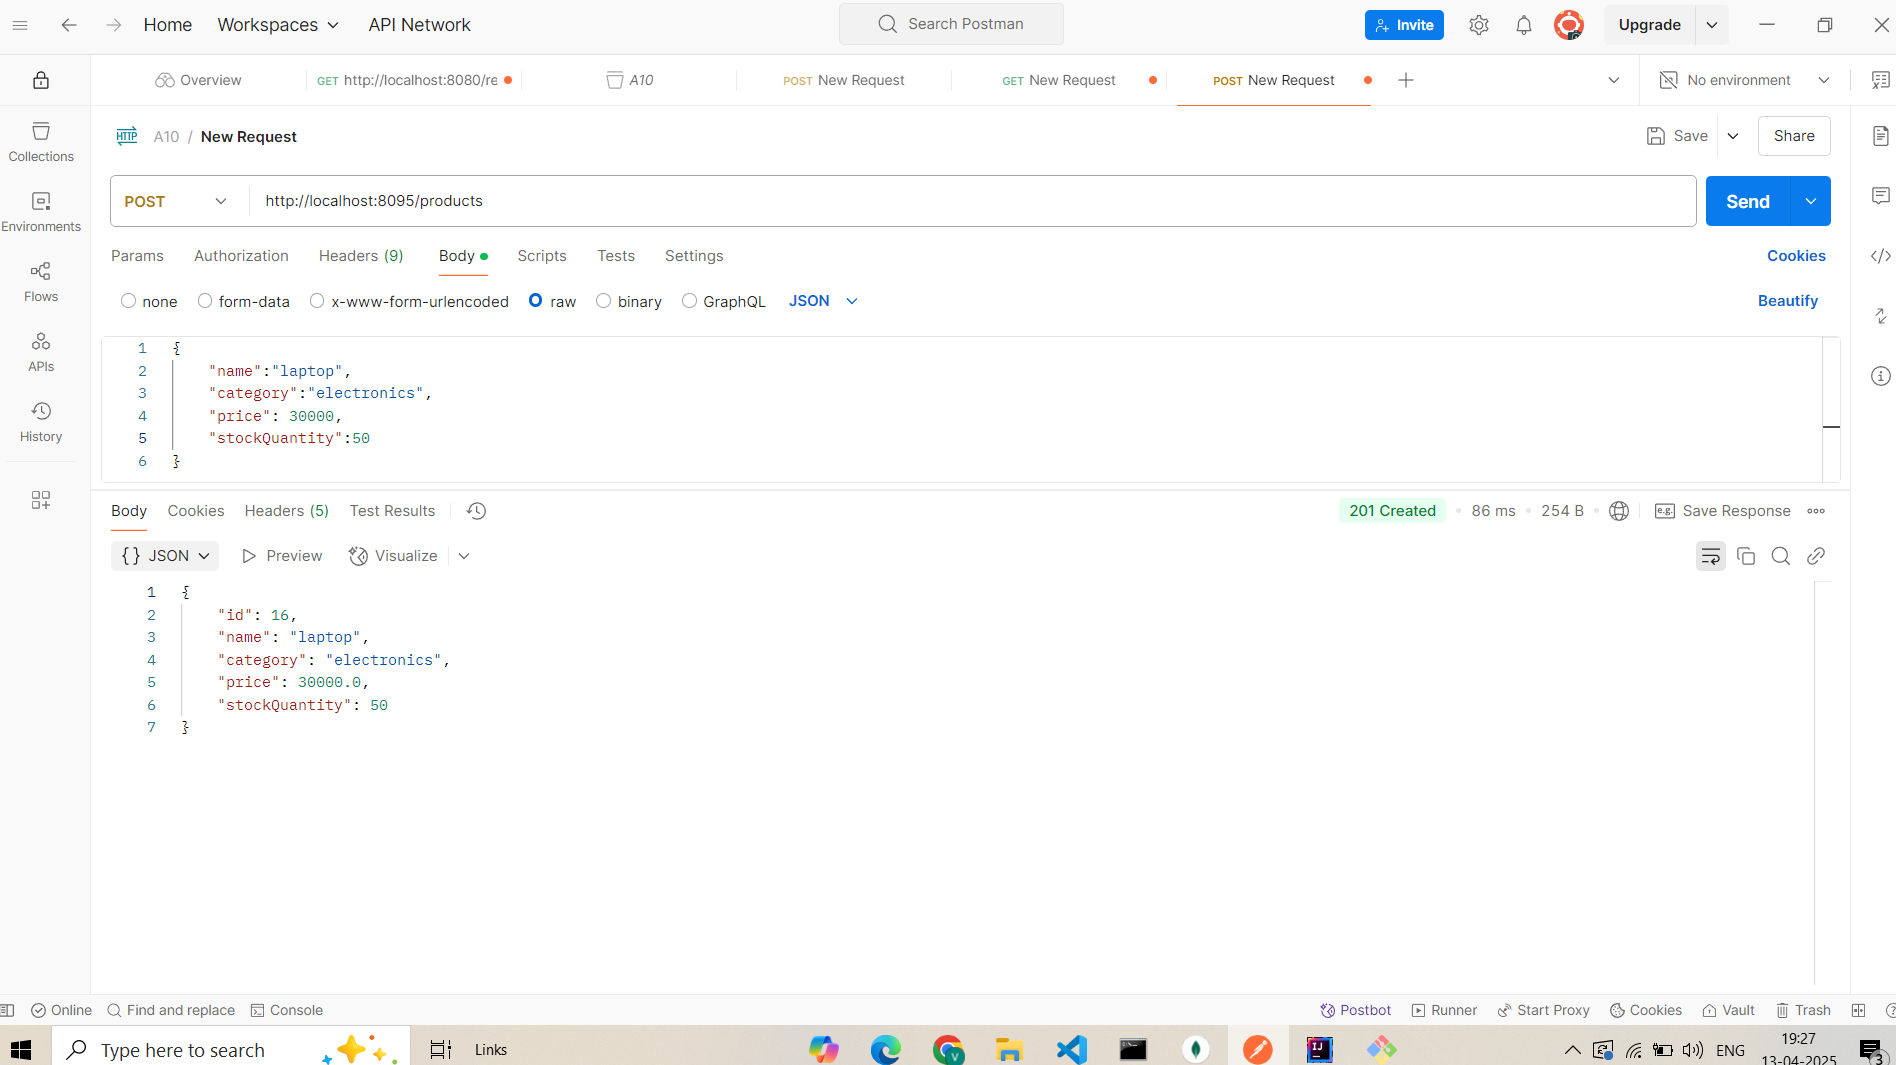 Home Workspaces API Network Search Postman Invite Upgrade
Overview GET http://localhost:8080/re A10 POST New Request GET New Request POST New Request No environment
HTTP A10 / New Request Save Share
POST http://localhost:8095/products Send
Params Authorization Headers (9) Body Scripts Tests Settings Cookies
none form-data x-www-form-urlencoded raw binary GraphQL JSON Beautify
Collections
Environments
Flows
APIs
History
1 {
2 "name":"laptop",
3 "category":"electronics",
4 "price": 30000,
5 "stockQuantity":50
6 }
Body Cookies Headers (5) Test Results 201 Created 86 ms 254 B e.g. Save Response
{} JSON Preview Visualize
1 {
2 "id": 16,
3 "name": "laptop",
4 "category": "electronics",
5 "price": 30000.0,
6 "stockQuantity": 50
7 }
Online Find and replace Console Postbot Runner Start Proxy Cookies Vault Trash
Type here to search Links V IJ ENG 19:27
13-04-2025 3